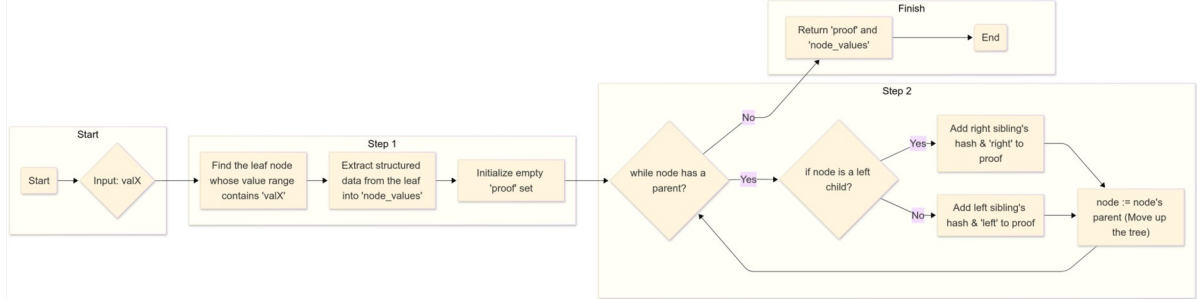 Start
Start
Input: valX
Step 1
Find the leaf node
whose value range
contains 'valX'
Extract structured
data from the leaf
into 'node_values'
Initialize empty
'proof' set
Finish
Return 'proof' and
'node_values'
End
Step 2
while node has a
parent?
No
Yes
if node is a left
child?
Yes
No
Add right sibling's
hash & 'right' to
proof
Add left sibling's
hash & 'left' to proof
node := node's
parent (Move up
the tree)